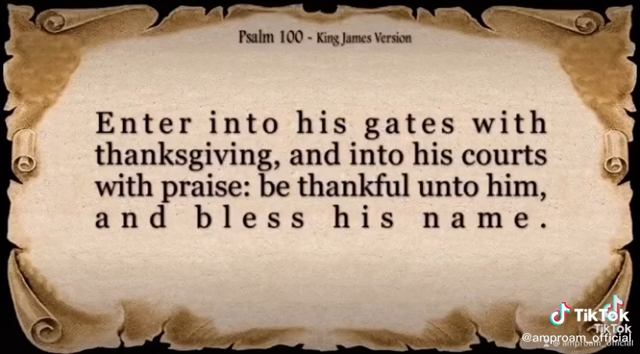 Psalm 100 - King James Version
Enter into his gates with
thanksgiving, and into his courts
with praise: be thankful unto him,
and bless his name.
TikTok
TikTok
@amproam_official
@amproam_official